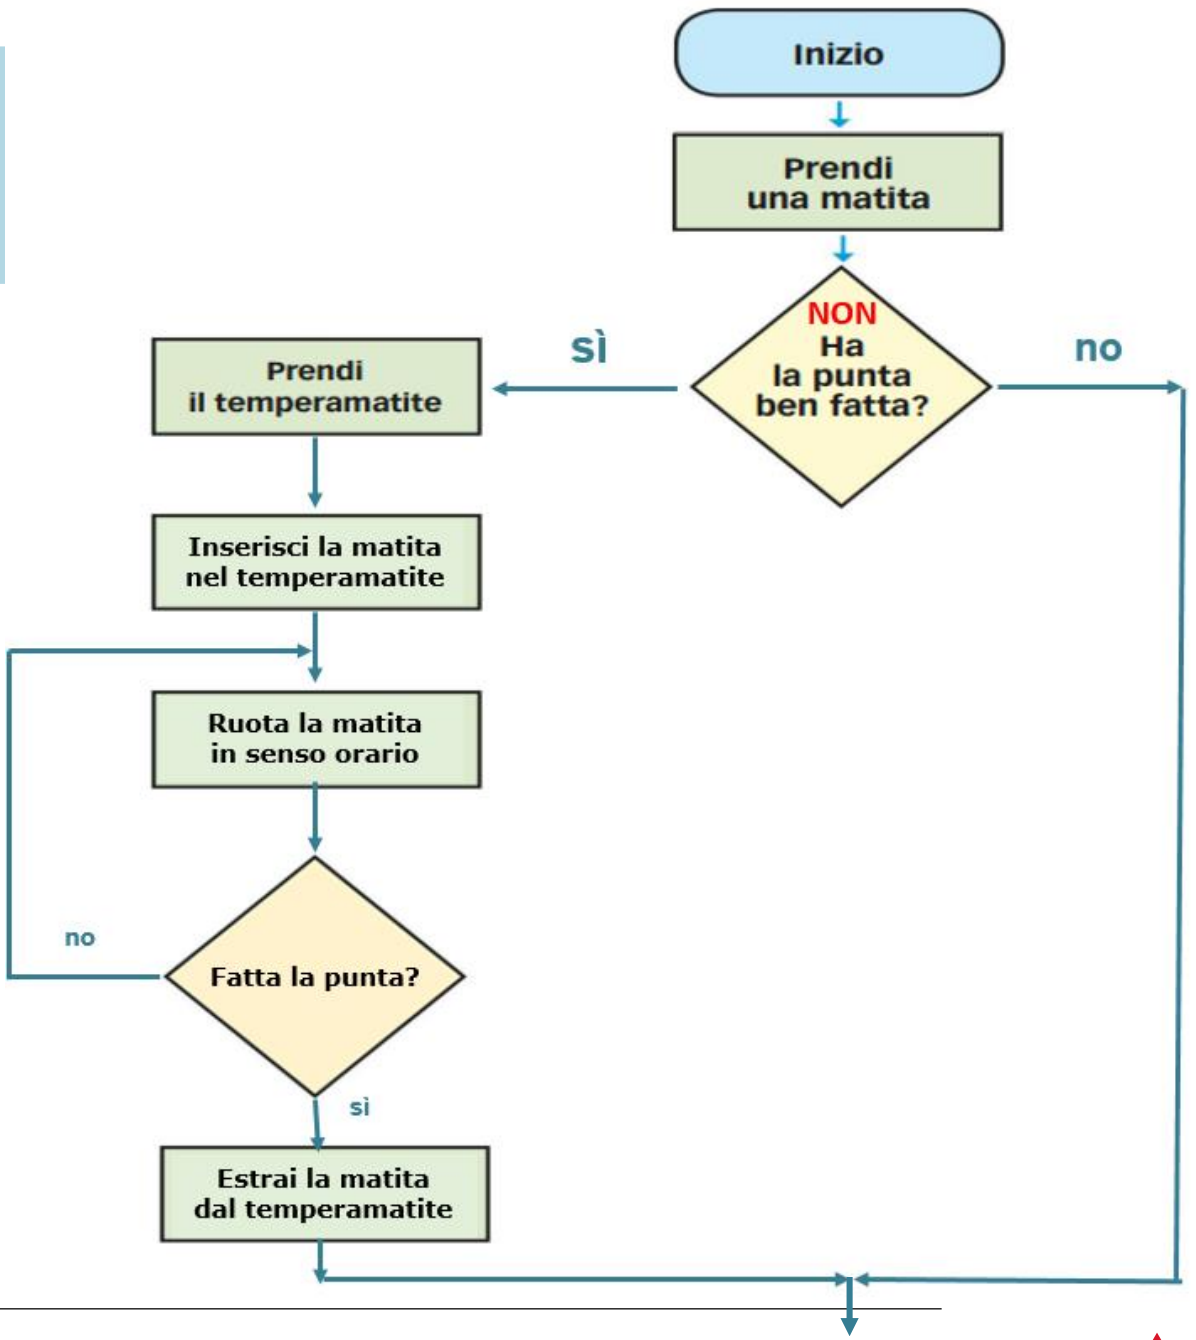 Inizio
Prendi
una matita
NON
Ha
la punta
ben fatta?
sì
no
Prendi
il temperamatite
Inserisci la matita
nel temperamatite
Ruota la matita
in senso orario
Fatta la punta?
no
sì
Estrai la matita
dal temperamatite